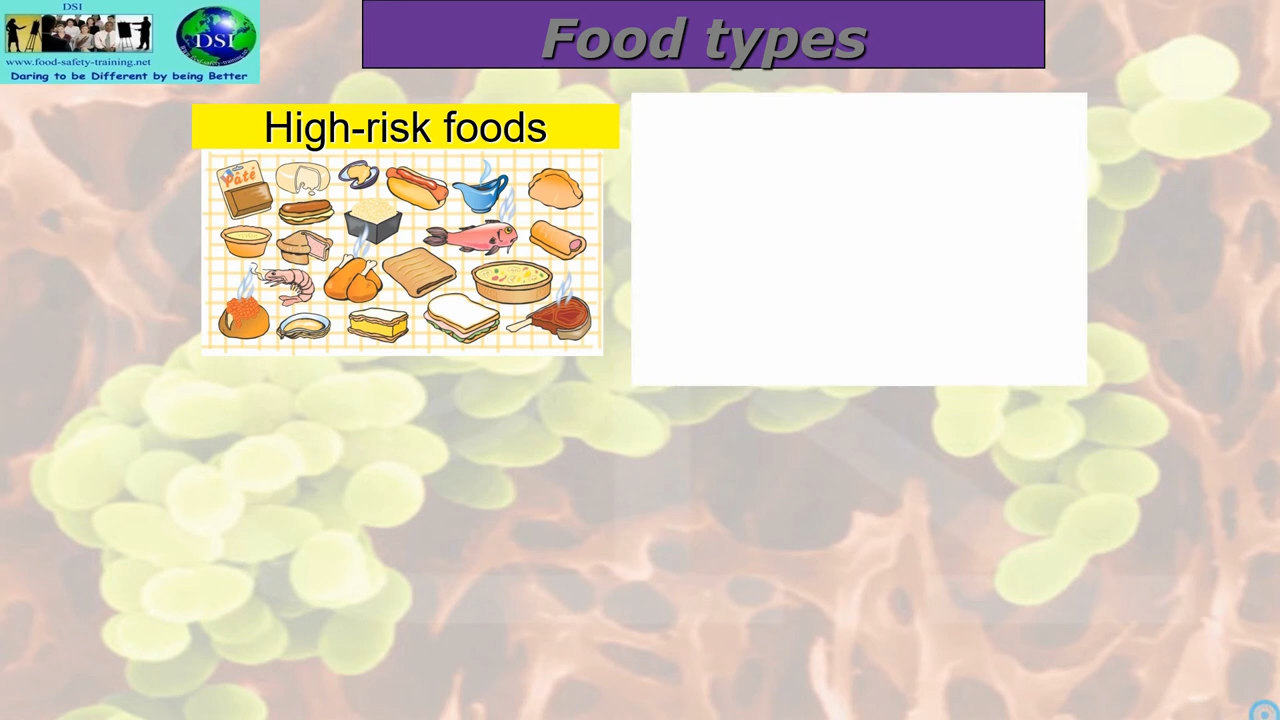 DSI
DSI
www.food-safety-training.net
Daring to be Different by being Better
Food types
High-risk foods
Pâté